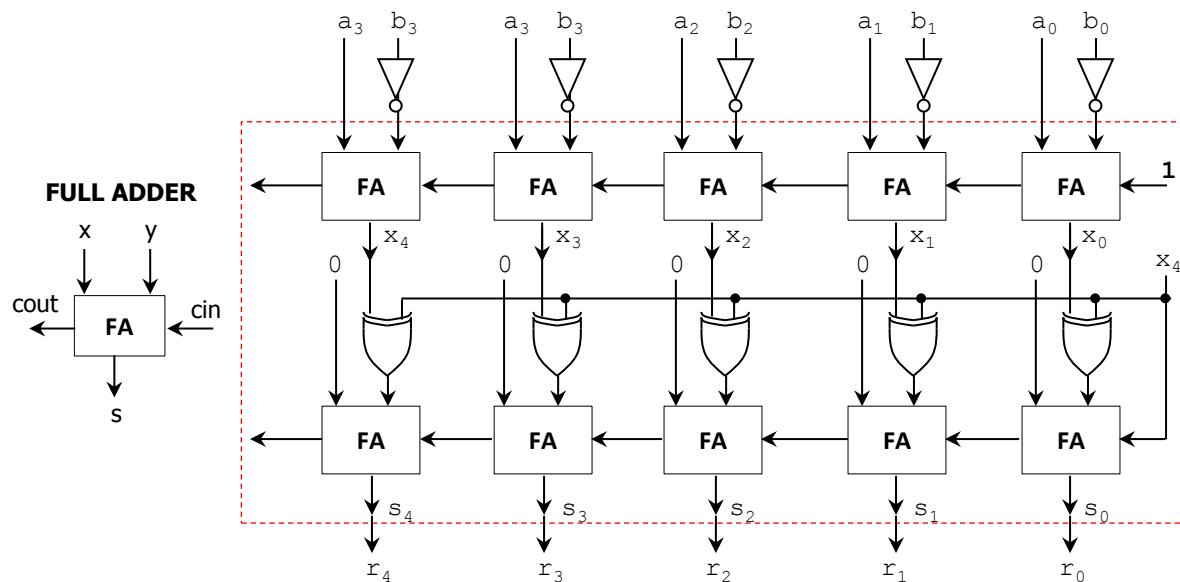 a₃ b₃ a₃ b₃ a₂ b₂ a₁ b₁ a₀ b₀
FA FA FA FA FA 1
FULL ADDER
x y
cout FA cin
s
x₄ x₃ x₂ x₁ x₀
0 0 0 0 0 x₄
FA FA FA FA FA
s₄ s₃ s₂ s₁ s₀
r₄ r₃ r₂ r₁ r₀